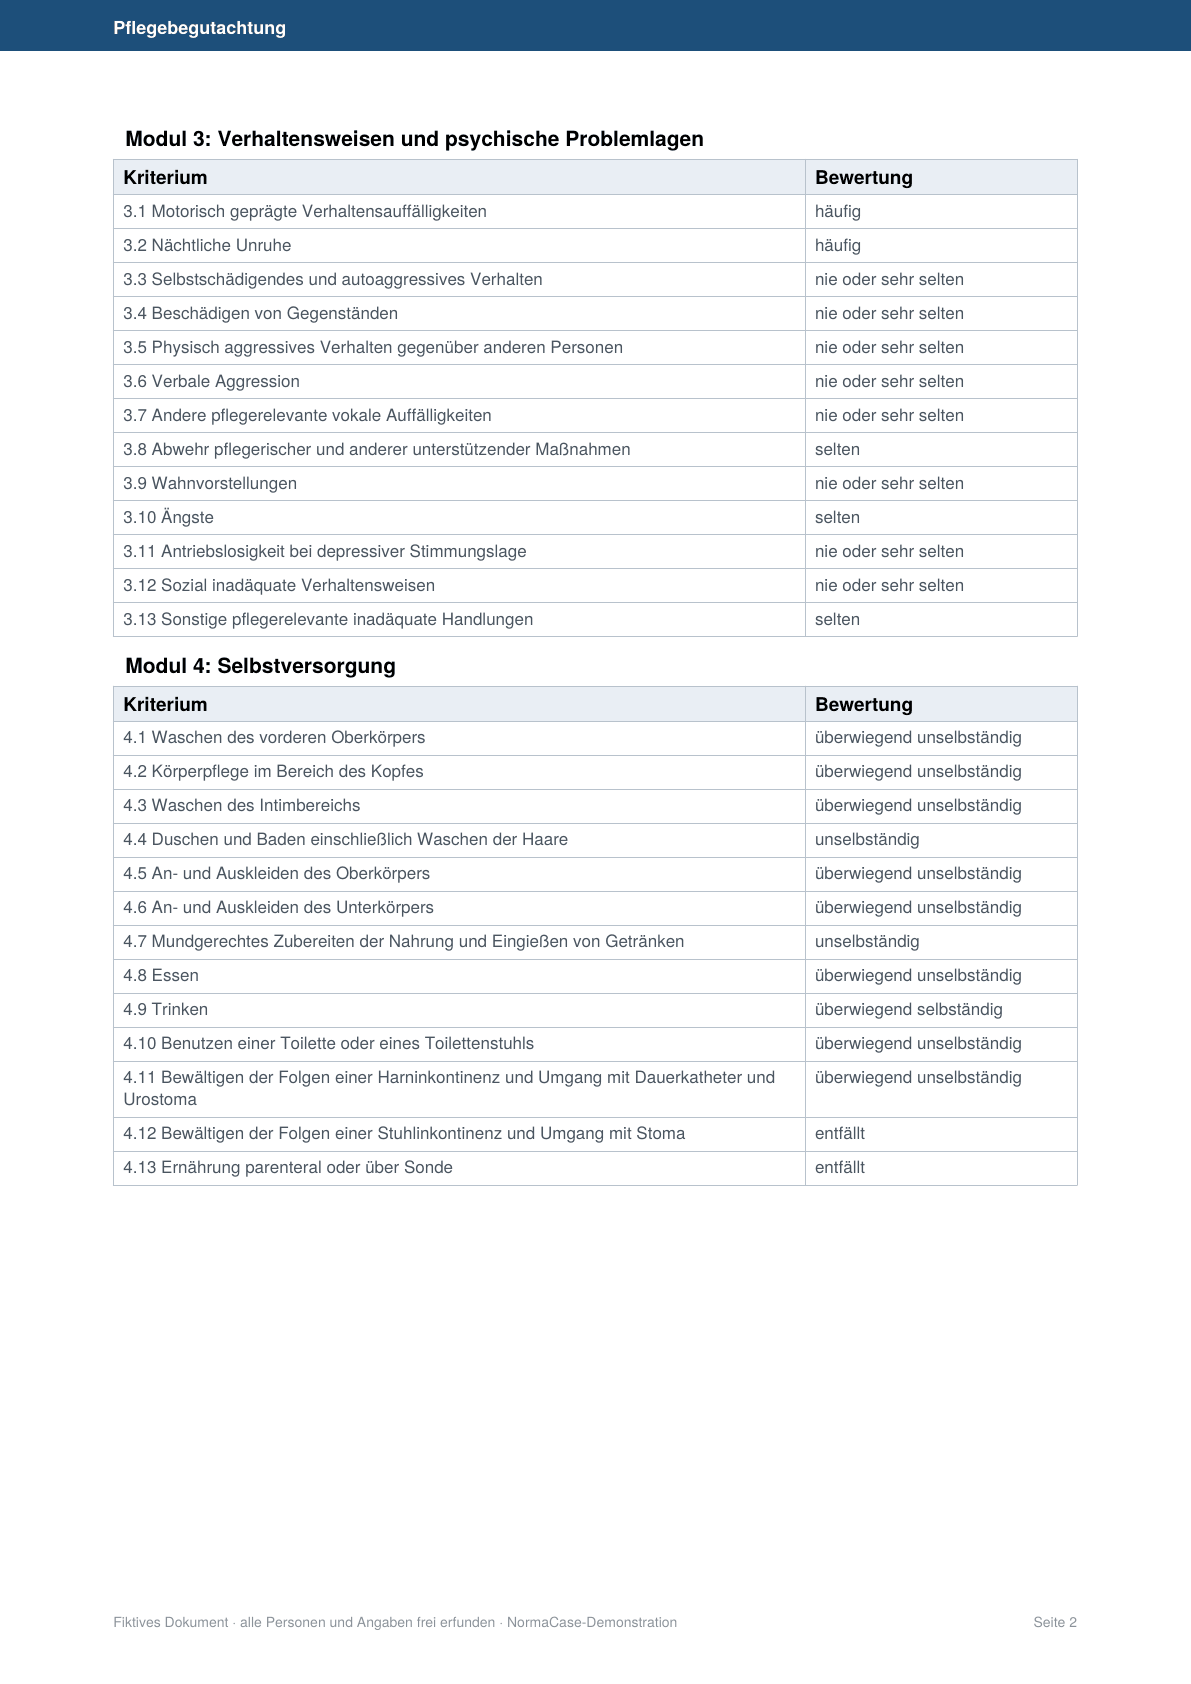 Pflegebegutachtung
Modul 3: Verhaltensweisen und psychische Problemlagen
Kriterium Bewertung
3.1 Motorisch geprägte Verhaltensauffälligkeiten häufig
3.2 Nächtliche Unruhe häufig
3.3 Selbstschädigendes und autoaggressives Verhalten nie oder sehr selten
3.4 Beschädigen von Gegenständen nie oder sehr selten
3.5 Physisch aggressives Verhalten gegenüber anderen Personen nie oder sehr selten
3.6 Verbale Aggression nie oder sehr selten
3.7 Andere pflegerelevante vokale Auffälligkeiten nie oder sehr selten
3.8 Abwehr pflegerischer und anderer unterstützender Maßnahmen selten
3.9 Wahnvorstellungen nie oder sehr selten
3.10 Ängste selten
3.11 Antriebslosigkeit bei depressiver Stimmungslage nie oder sehr selten
3.12 Sozial inadäquate Verhaltensweisen nie oder sehr selten
3.13 Sonstige pflegerelevante inadäquate Handlungen selten
Modul 4: Selbstversorgung
Kriterium Bewertung
4.1 Waschen des vorderen Oberkörpers überwiegend unselbständig
4.2 Körperpflege im Bereich des Kopfes überwiegend unselbständig
4.3 Waschen des Intimbereichs überwiegend unselbständig
4.4 Duschen und Baden einschließlich Waschen der Haare unselbständig
4.5 An- und Auskleiden des Oberkörpers überwiegend unselbständig
4.6 An- und Auskleiden des Unterkörpers überwiegend unselbständig
4.7 Mundgerechtes Zubereiten der Nahrung und Eingießen von Getränken unselbständig
4.8 Essen überwiegend unselbständig
4.9 Trinken überwiegend selbständig
4.10 Benutzen einer Toilette oder eines Toilettenstuhls überwiegend unselbständig
4.11 Bewältigen der Folgen einer Harninkontinenz und Umgang mit Dauerkatheter und überwiegend unselbständig
Urostoma
4.12 Bewältigen der Folgen einer Stuhlinkontinenz und Umgang mit Stoma entfällt
4.13 Ernährung parenteral oder über Sonde entfällt
Fiktives Dokument · alle Personen und Angaben frei erfunden · NormaCase-Demonstration Seite 2